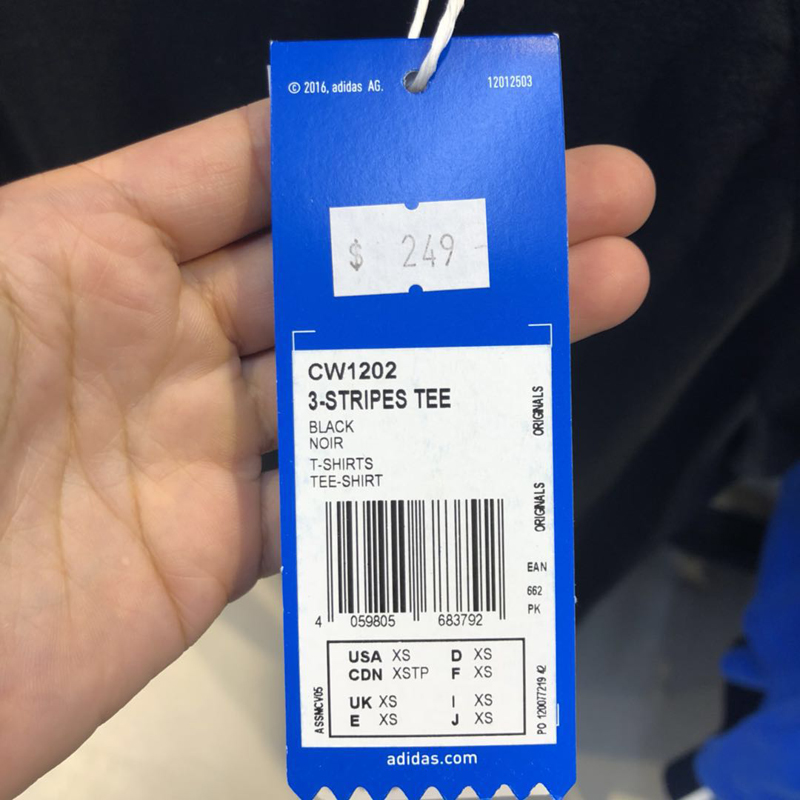 © 2016, adidas AG.
12012503
$ 249 -
CW1202
3-STRIPES TEE
BLACK
NOIR
T-SHIRTS
TEE-SHIRT
ORIGINALS
ORIGINALS
EAN
662
PK
4 059805 683792
USA XS D XS
CDN XSTP F XS
UK XS I XS
E XS J XS
ASSMCV05
PO 120077219 42
adidas.com